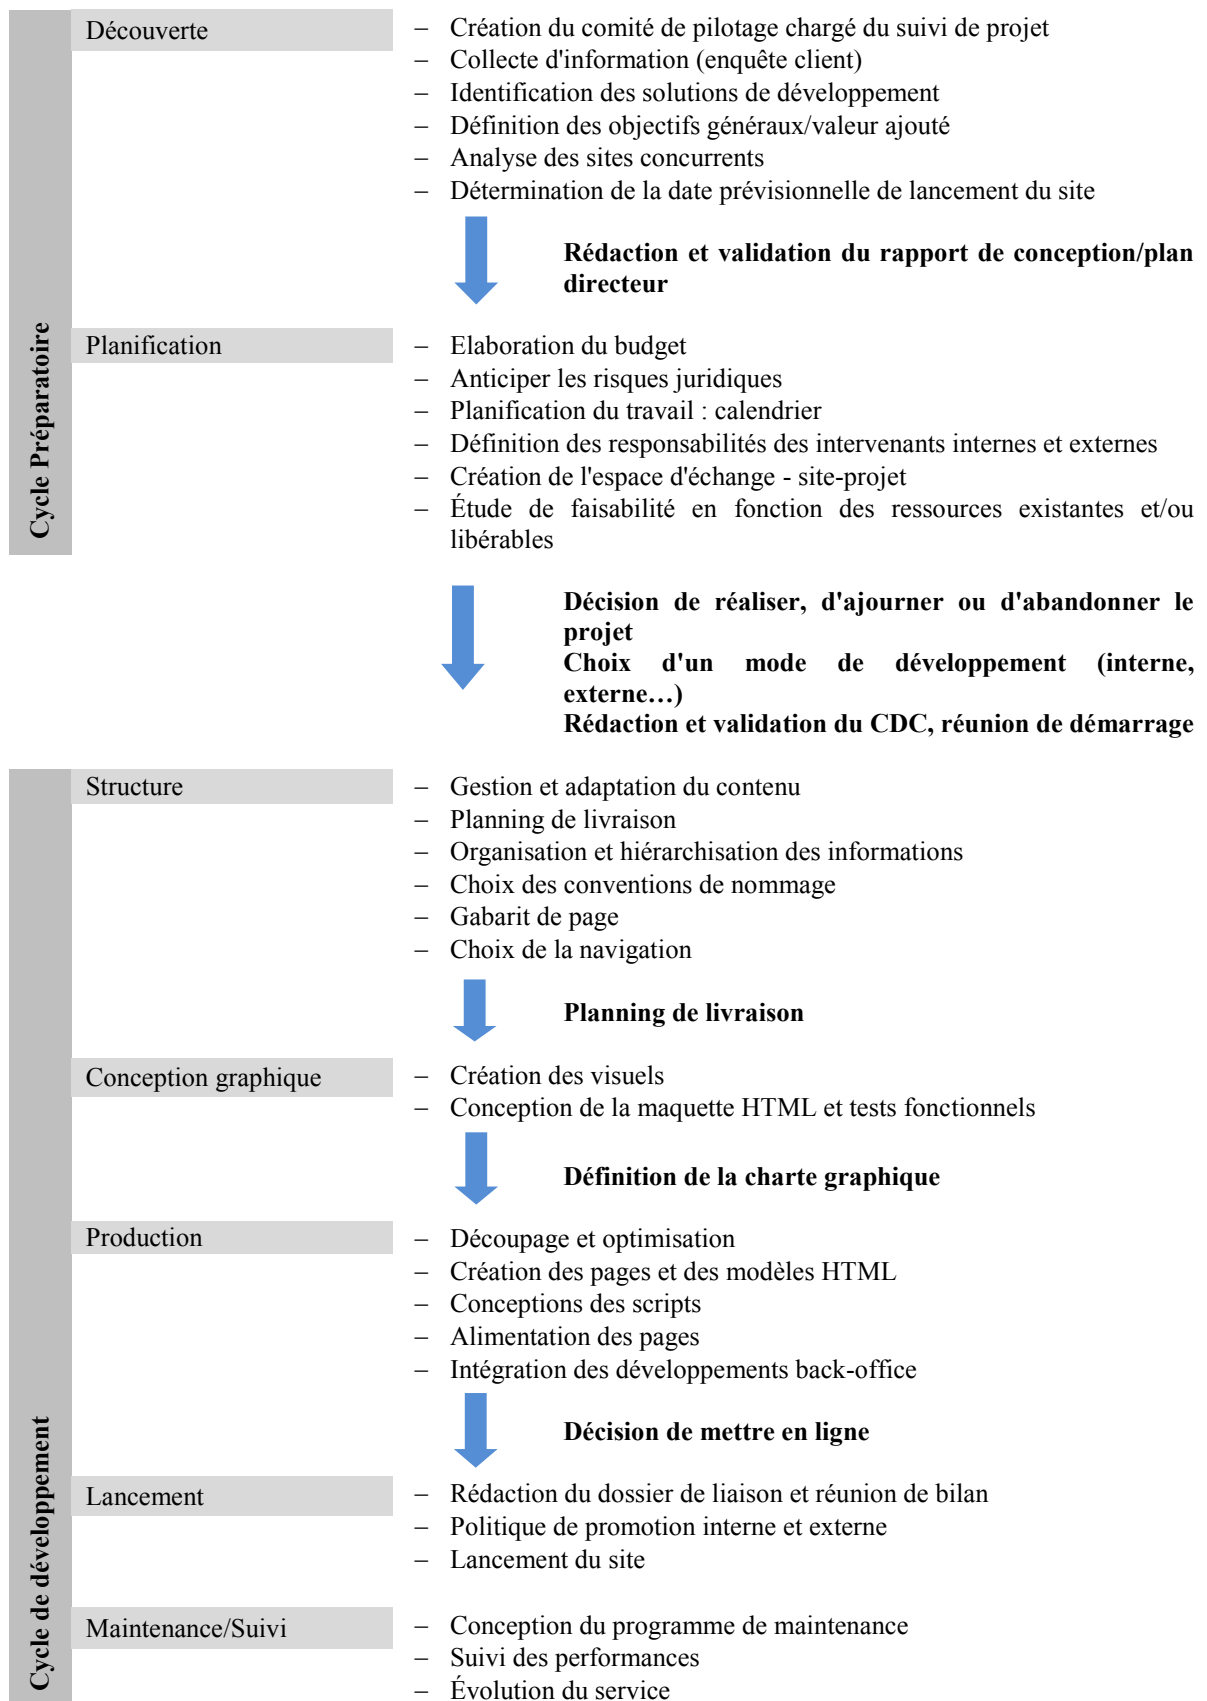 Découverte
– Création du comité de pilotage chargé du suivi de projet
– Collecte d'information (enquête client)
– Identification des solutions de développement
– Définition des objectifs généraux/valeur ajouté
– Analyse des sites concurrents
– Détermination de la date prévisionnelle de lancement du site
Rédaction et validation du rapport de conception/plan
directeur
Cycle Préparatoire
Planification
– Elaboration du budget
– Anticiper les risques juridiques
– Planification du travail : calendrier
– Définition des responsabilités des intervenants internes et externes
– Création de l'espace d'échange - site-projet
– Étude de faisabilité en fonction des ressources existantes et/ou
libérables
Décision de réaliser, d'ajourner ou d'abandonner le
projet
Choix d'un mode de développement (interne,
externe…)
Rédaction et validation du CDC, réunion de démarrage
Structure
– Gestion et adaptation du contenu
– Planning de livraison
– Organisation et hiérarchisation des informations
– Choix des conventions de nommage
– Gabarit de page
– Choix de la navigation
Planning de livraison
Conception graphique
– Création des visuels
– Conception de la maquette HTML et tests fonctionnels
Définition de la charte graphique
Production
– Découpage et optimisation
– Création des pages et des modèles HTML
– Conceptions des scripts
– Alimentation des pages
– Intégration des développements back-office
Décision de mettre en ligne
Cycle de développement
Lancement
– Rédaction du dossier de liaison et réunion de bilan
– Politique de promotion interne et externe
– Lancement du site
Maintenance/Suivi
– Conception du programme de maintenance
– Suivi des performances
– Évolution du service